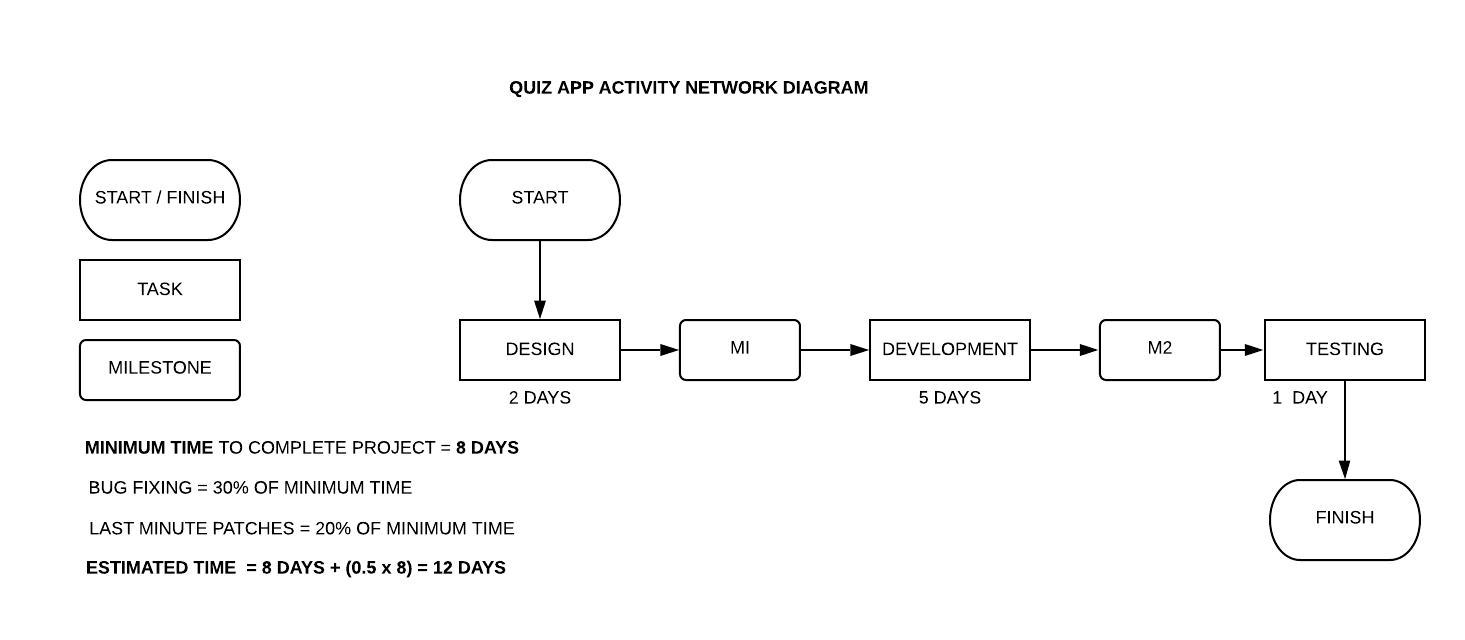 QUIZ APP ACTIVITY NETWORK DIAGRAM
START / FINISH
TASK
MILESTONE
START
DESIGN
2 DAYS
MI
DEVELOPMENT
5 DAYS
M2
TESTING
1 DAY
FINISH
MINIMUM TIME TO COMPLETE PROJECT = 8 DAYS
BUG FIXING = 30% OF MINIMUM TIME
LAST MINUTE PATCHES = 20% OF MINIMUM TIME
ESTIMATED TIME = 8 DAYS + (0.5 x 8) = 12 DAYS